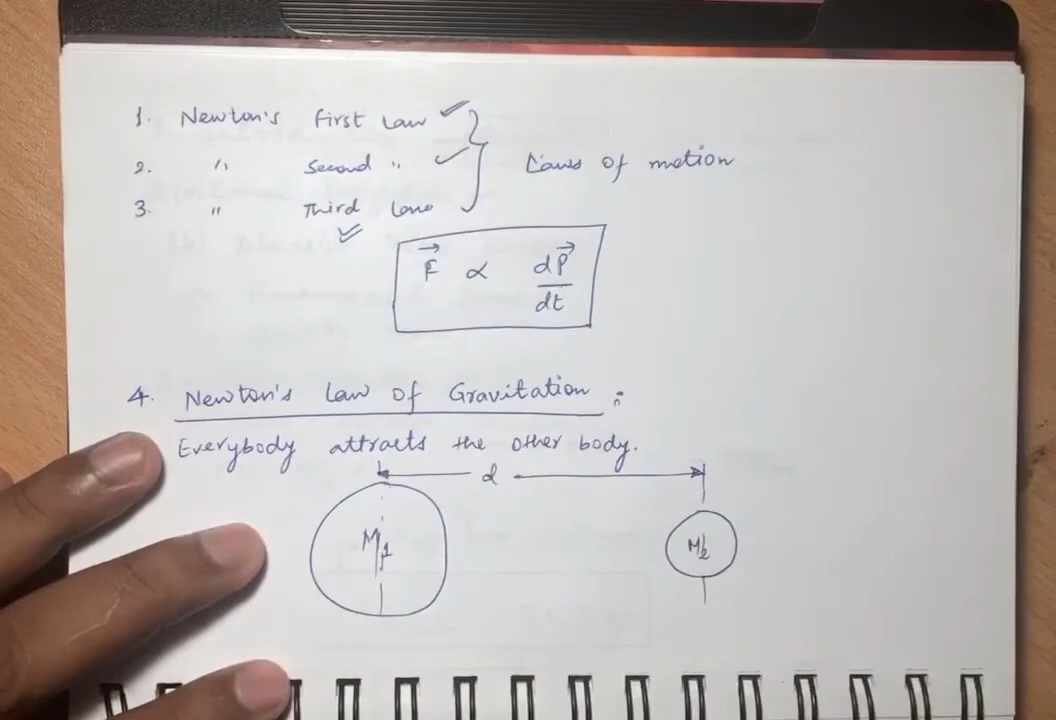 1. Newton's First Law
2. " Second " Laws of motion
3. " Third Law
F⃗ ∝ dP⃗/dt
4. Newton's Law of Gravitation :
Everybody attracts the other body.
d
M1 M2